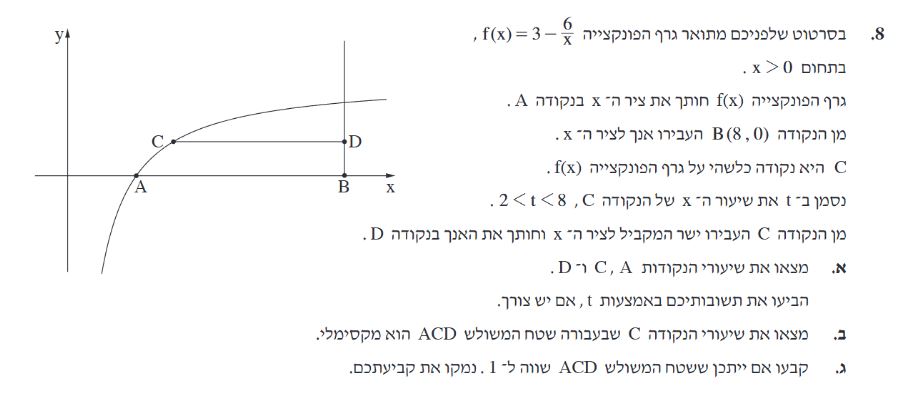 8. בסרטוט שלפניכם מתואר גרף הפונקצייה f(x) = 3 − 6/x ,
בתחום x > 0 .
גרף הפונקצייה f(x) חותך את ציר ה־ x בנקודה A .
מן הנקודה B(8, 0) העבירו אנך לציר ה־ x .
C היא נקודה כלשהי על גרף הפונקצייה f(x) .
נסמן ב־ t את שיעור ה־ x של הנקודה C , 2 < t < 8 .
מן הנקודה C העבירו ישר המקביל לציר ה־ x וחותך את האנך בנקודה D .
א. מצאו את שיעורי הנקודות C , A ו־ D .
הביעו את תשובותיכם באמצעות t , אם יש צורך.
ב. מצאו את שיעורי הנקודה C שבעבורה שטח המשולש ACD הוא מקסימלי.
ג. קבעו אם ייתכן ששטח המשולש ACD שווה ל־ 1 . נמקו את קביעתכם.
y
C D
A B x